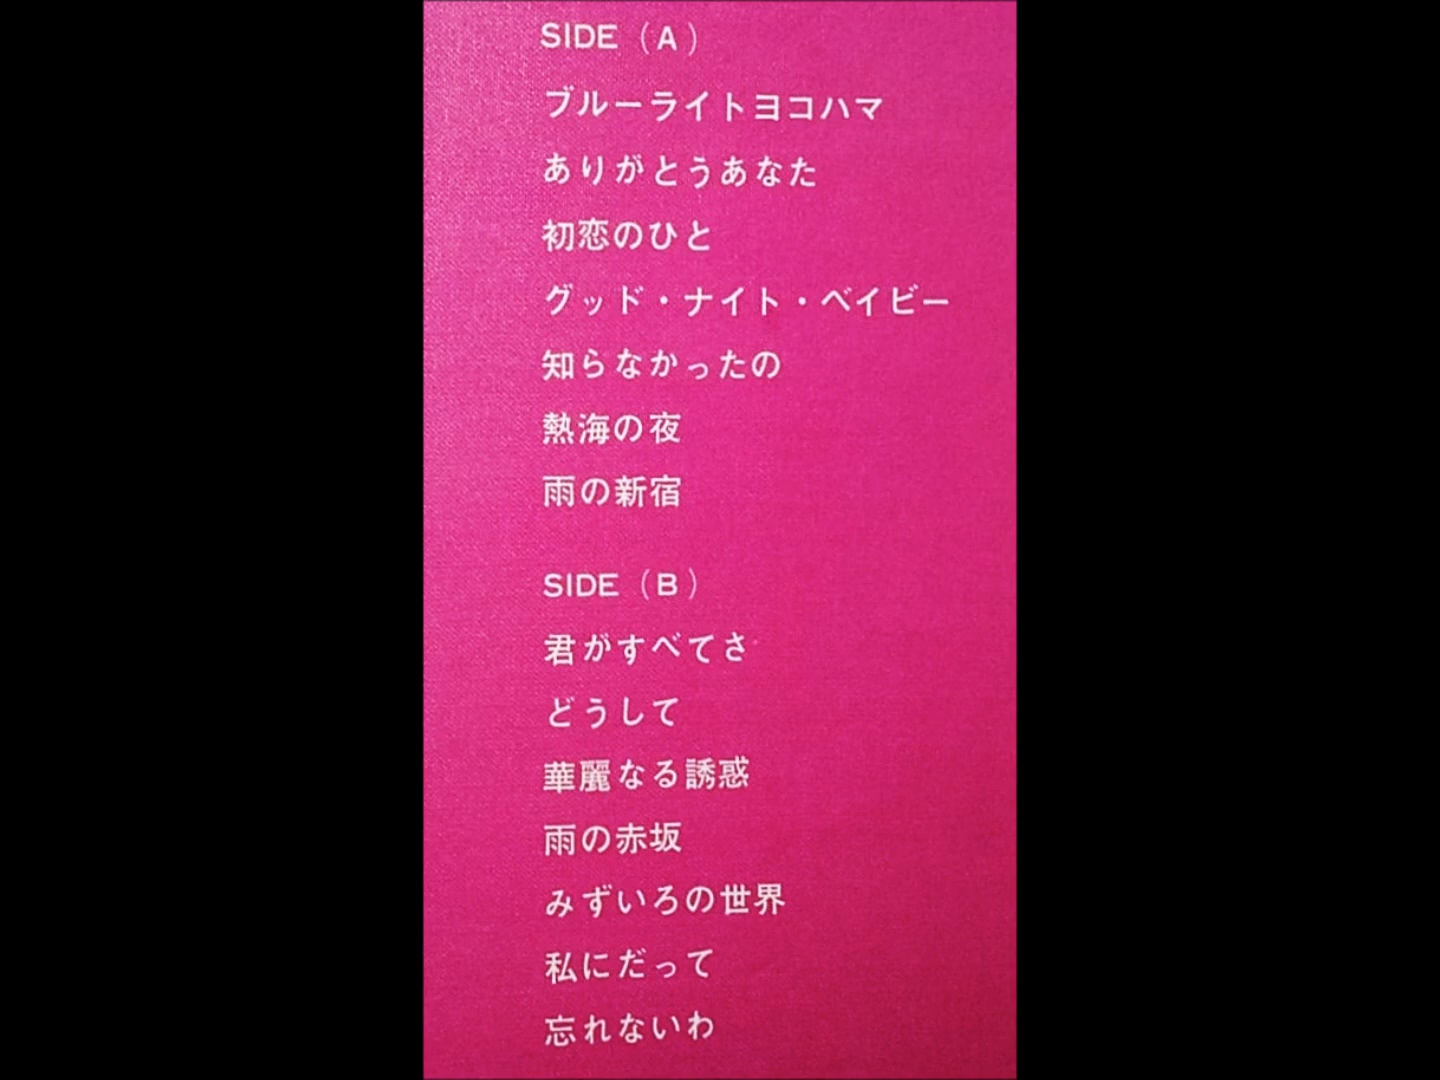 SIDE (A)
ブルーライトヨコハマ
ありがとうあなた
初恋のひと
グッド・ナイト・ベイビー
知らなかったの
熱海の夜
雨の新宿
SIDE (B)
君がすべてさ
どうして
華麗なる誘惑
雨の赤坂
みずいろの世界
私にだって
忘れないわ